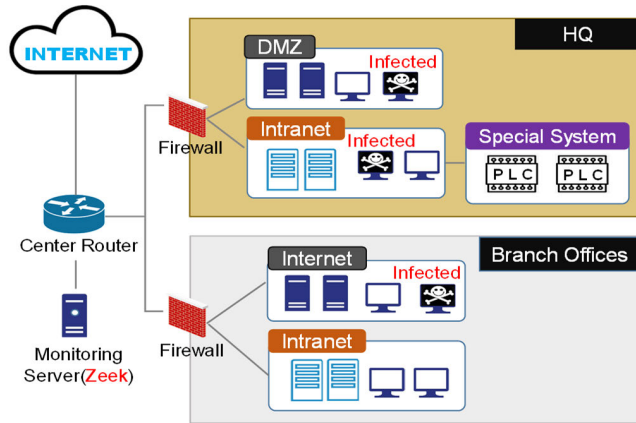 INTERNET
HQ
DMZ
Infected
Firewall
Intranet
Infected
Special System
PLC
PLC
Center Router
Branch Offices
Internet
Infected
Firewall
Intranet
Monitoring
Server(Zeek)